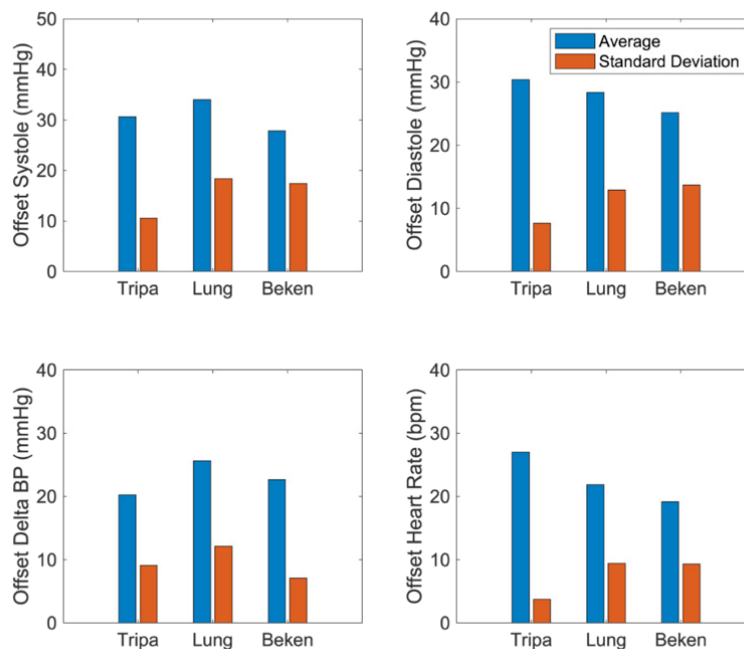 Offset Systole (mmHg)
50
40
30
20
10
0
Tripa Lung Beken
Offset Diastole (mmHg)
40
30
20
10
0
Average
Standard Deviation
Tripa Lung Beken
Offset Delta BP (mmHg)
40
30
20
10
0
Tripa Lung Beken
Offset Heart Rate (bpm)
40
30
20
10
0
Tripa Lung Beken